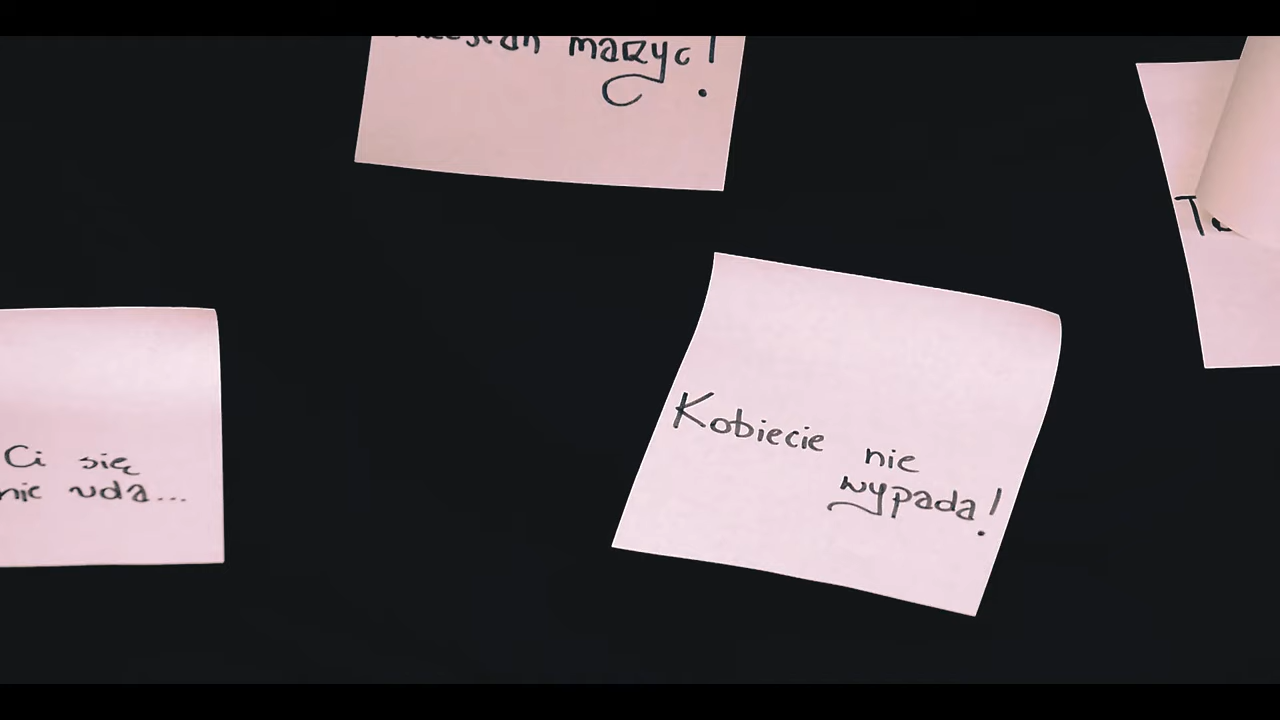 marzyć!
Ci się
nie uda...
Kobiecie nie
wypada!